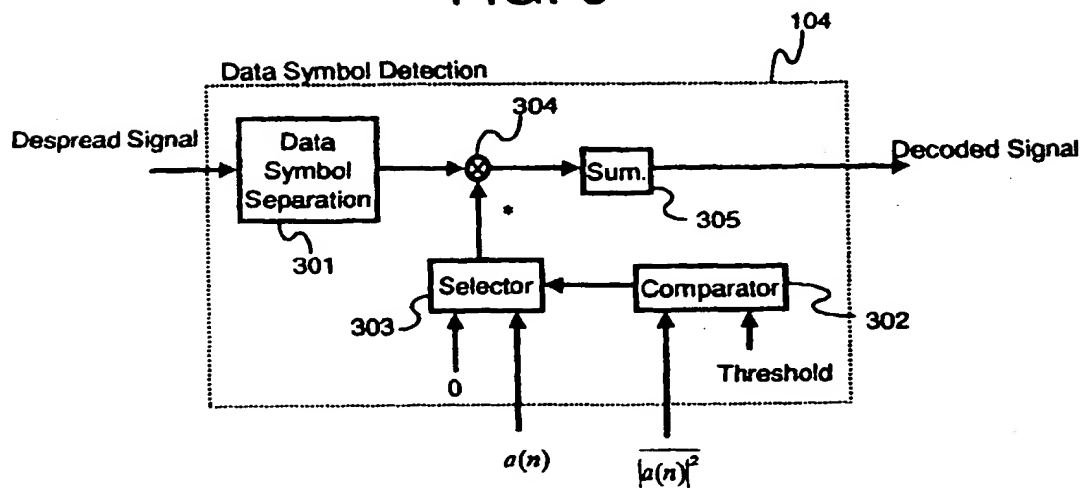 104
Data Symbol Detection
304
Despread Signal
Data
Symbol
Separation
Sum.
Decoded Signal
*
305
301
Selector
Comparator
303
302
0
Threshold
a(n)
|a(n)|²